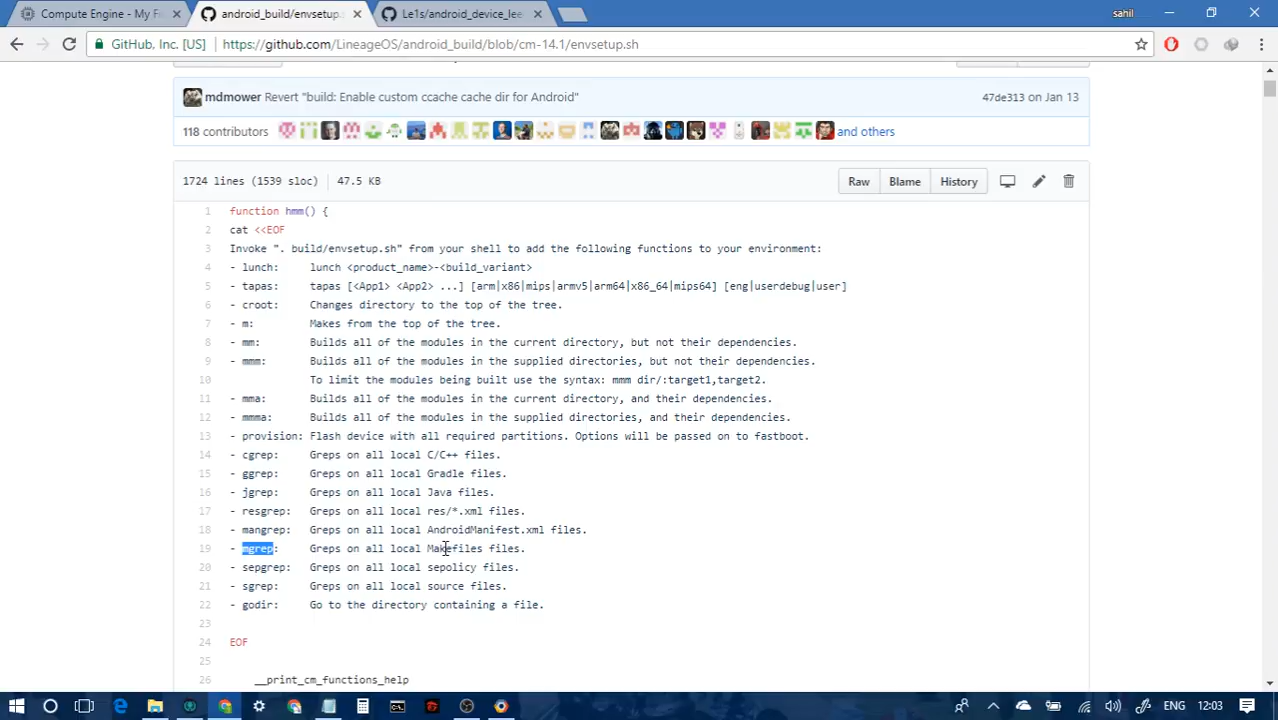 Compute Engine - My F
android_build/envsetup.s
Le1s/android_device_lee
sahil
GitHub, Inc. [US]
https://github.com/LineageOS/android_build/blob/cm-14.1/envsetup.sh
mdmower Revert "build: Enable custom ccache cache dir for Android"
47de313 on Jan 13
118 contributors
and others
1724 lines (1539 sloc) 47.5 KB
Raw Blame History
1 function hmm() {
2 cat <<EOF
3 Invoke ". build/envsetup.sh" from your shell to add the following functions to your environment:
4 - lunch: lunch <product_name>-<build_variant>
5 - tapas: tapas [<App1> <App2> ...] [arm|x86|mips|armv5|arm64|x86_64|mips64] [eng|userdebug|user]
6 - croot: Changes directory to the top of the tree.
7 - m: Makes from the top of the tree.
8 - mm: Builds all of the modules in the current directory, but not their dependencies.
9 - mmm: Builds all of the modules in the supplied directories, but not their dependencies.
10 To limit the modules being built use the syntax: mmm dir/:target1,target2.
11 - mma: Builds all of the modules in the current directory, and their dependencies.
12 - mmma: Builds all of the modules in the supplied directories, and their dependencies.
13 - provision: Flash device with all required partitions. Options will be passed on to fastboot.
14 - cgrep: Greps on all local C/C++ files.
15 - ggrep: Greps on all local Gradle files.
16 - jgrep: Greps on all local Java files.
17 - resgrep: Greps on all local res/*.xml files.
18 - mangrep: Greps on all local AndroidManifest.xml files.
19 - mgrep: Greps on all local Makefiles files.
20 - sepgrep: Greps on all local sepolicy files.
21 - sgrep: Greps on all local source files.
22 - godir: Go to the directory containing a file.
23
24 EOF
25
26 __print_cm_functions_help
ENG 12:03